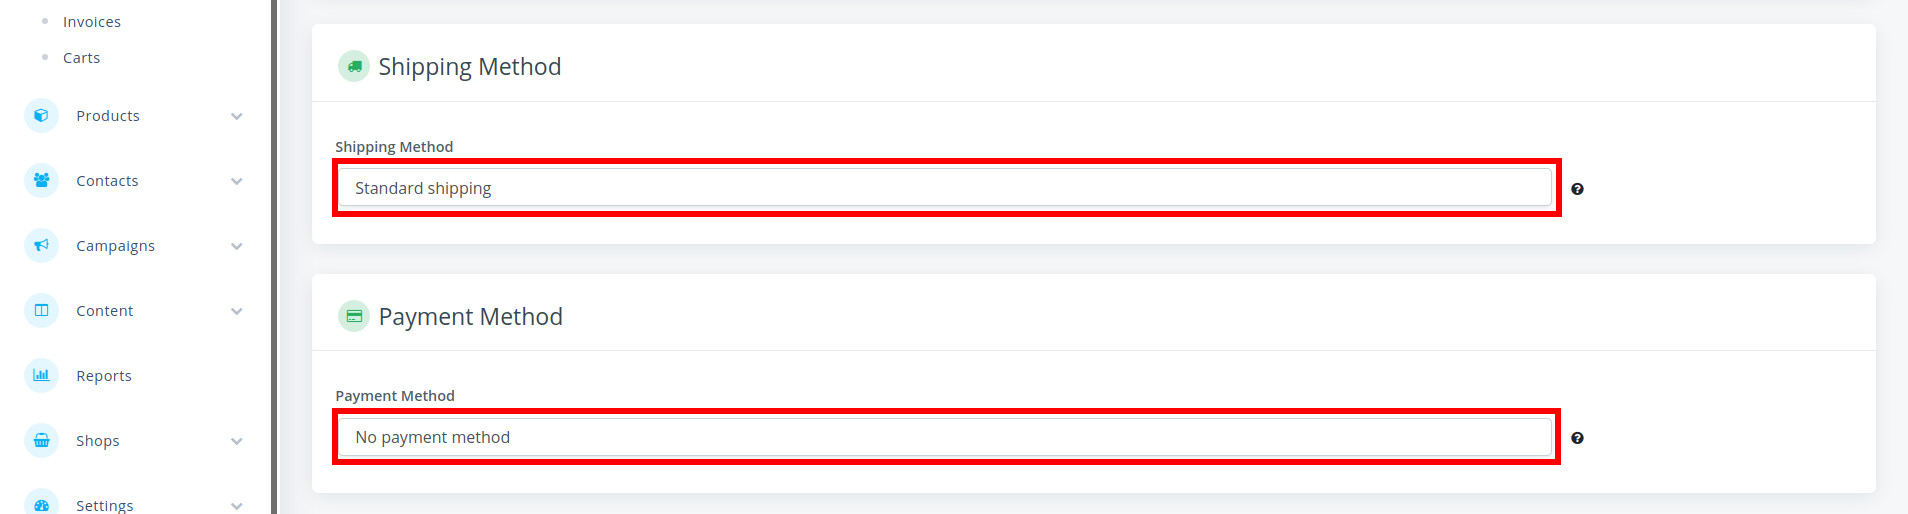 Invoices
Carts
Products
Contacts
Campaigns
Content
Reports
Shops
Settings
Shipping Method
Shipping Method
Standard shipping
Payment Method
Payment Method
No payment method